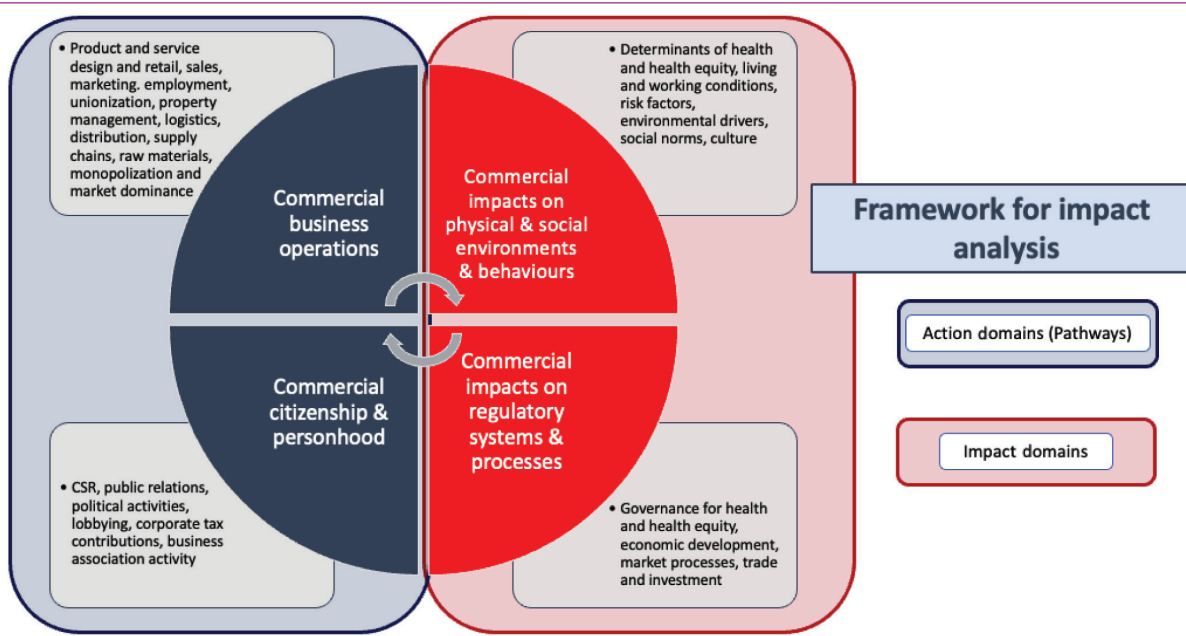 • Product and service
design and retail, sales,
marketing. employment,
unionization, property
management, logistics,
distribution, supply
chains, raw materials,
monopolization and
market dominance
Commercial
business
operations
Commercial
impacts on
physical & social
environments
& behaviours
• Determinants of health
and health equity, living
and working conditions,
risk factors,
environmental drivers,
social norms, culture
Commercial
citizenship &
personhood
• CSR, public relations,
political activities,
lobbying, corporate tax
contributions, business
association activity
Commercial
impacts on
regulatory
systems &
processes
• Governance for health
and health equity,
economic development,
market processes, trade
and investment
Framework for impact
analysis
Action domains (Pathways)
Impact domains